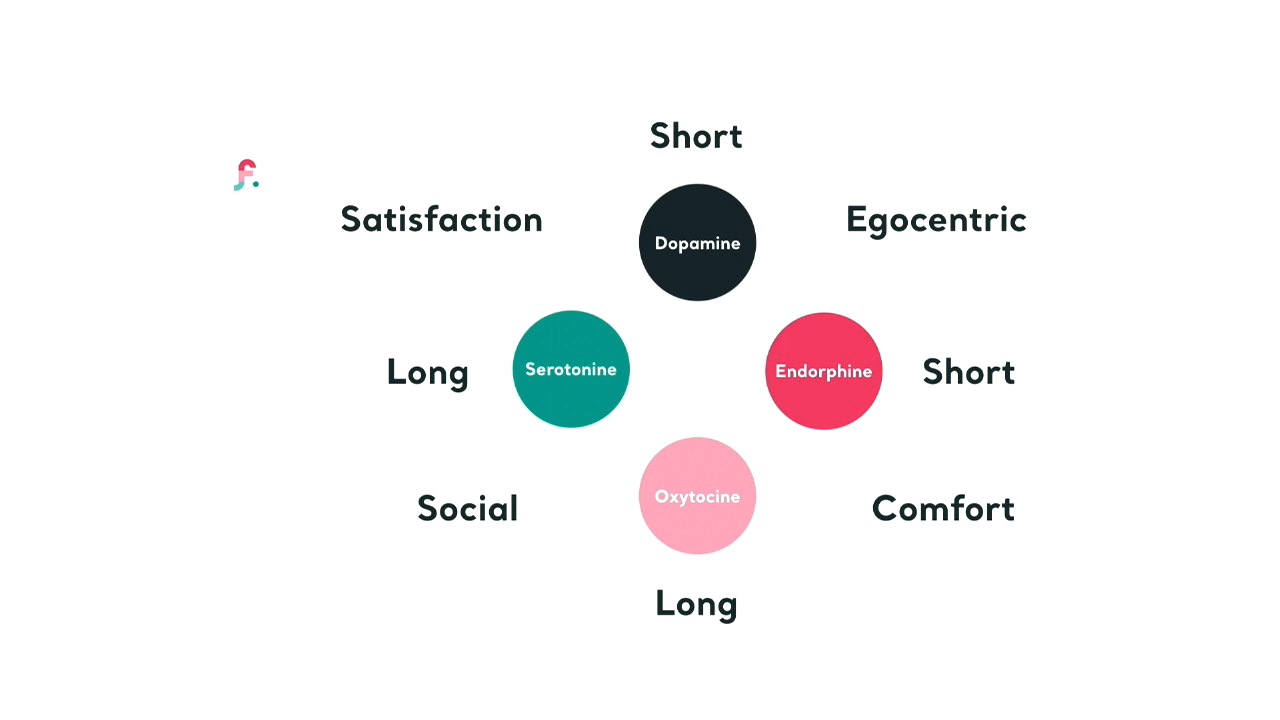 Short
f.
Satisfaction
Egocentric
Dopamine
Long
Serotonine
Endorphine
Short
Social
Oxytocine
Comfort
Long